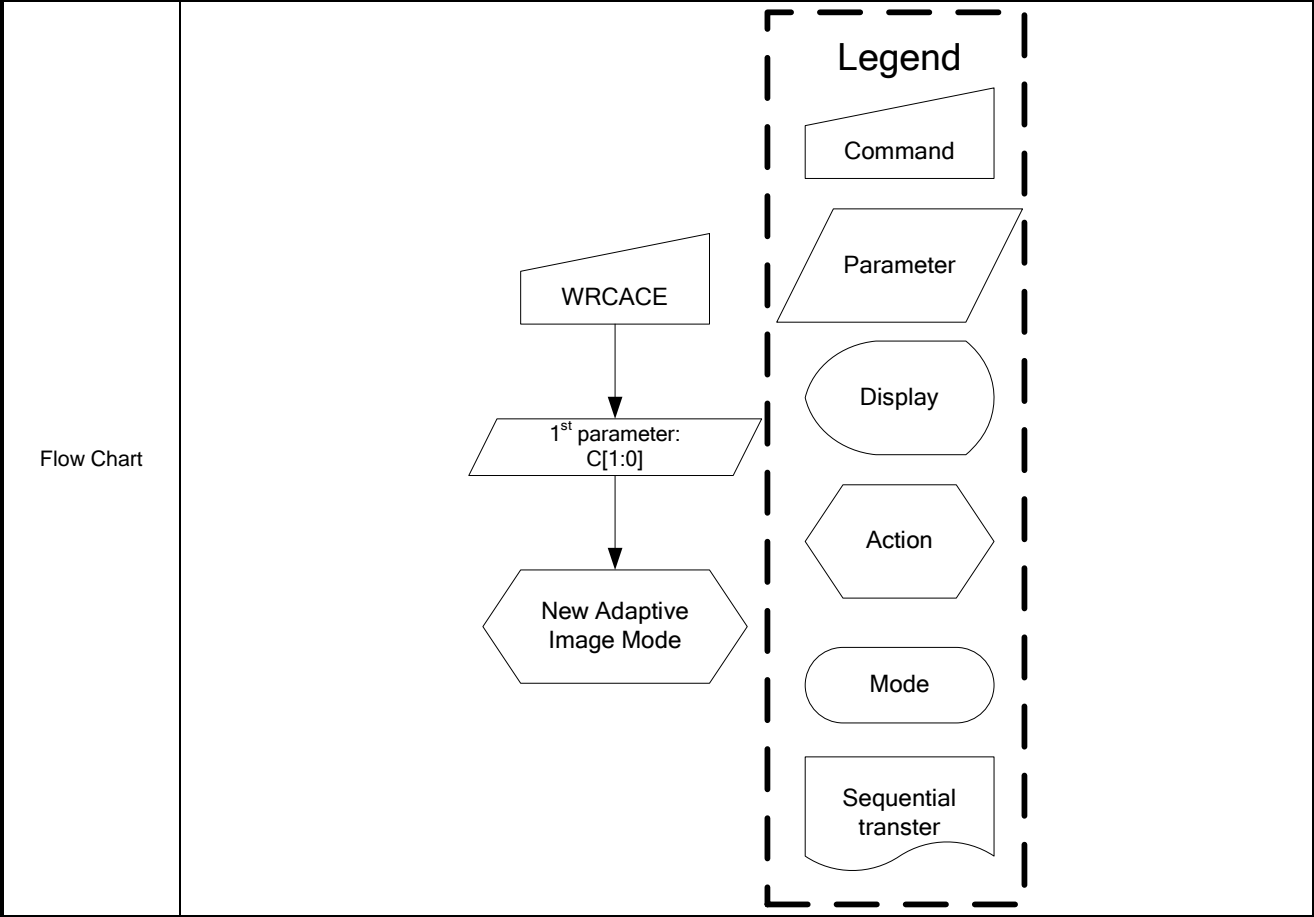 Flow Chart
WRCACE
1st parameter:
C[1:0]
New Adaptive
Image Mode
Legend
Command
Parameter
Display
Action
Mode
Sequential
transter